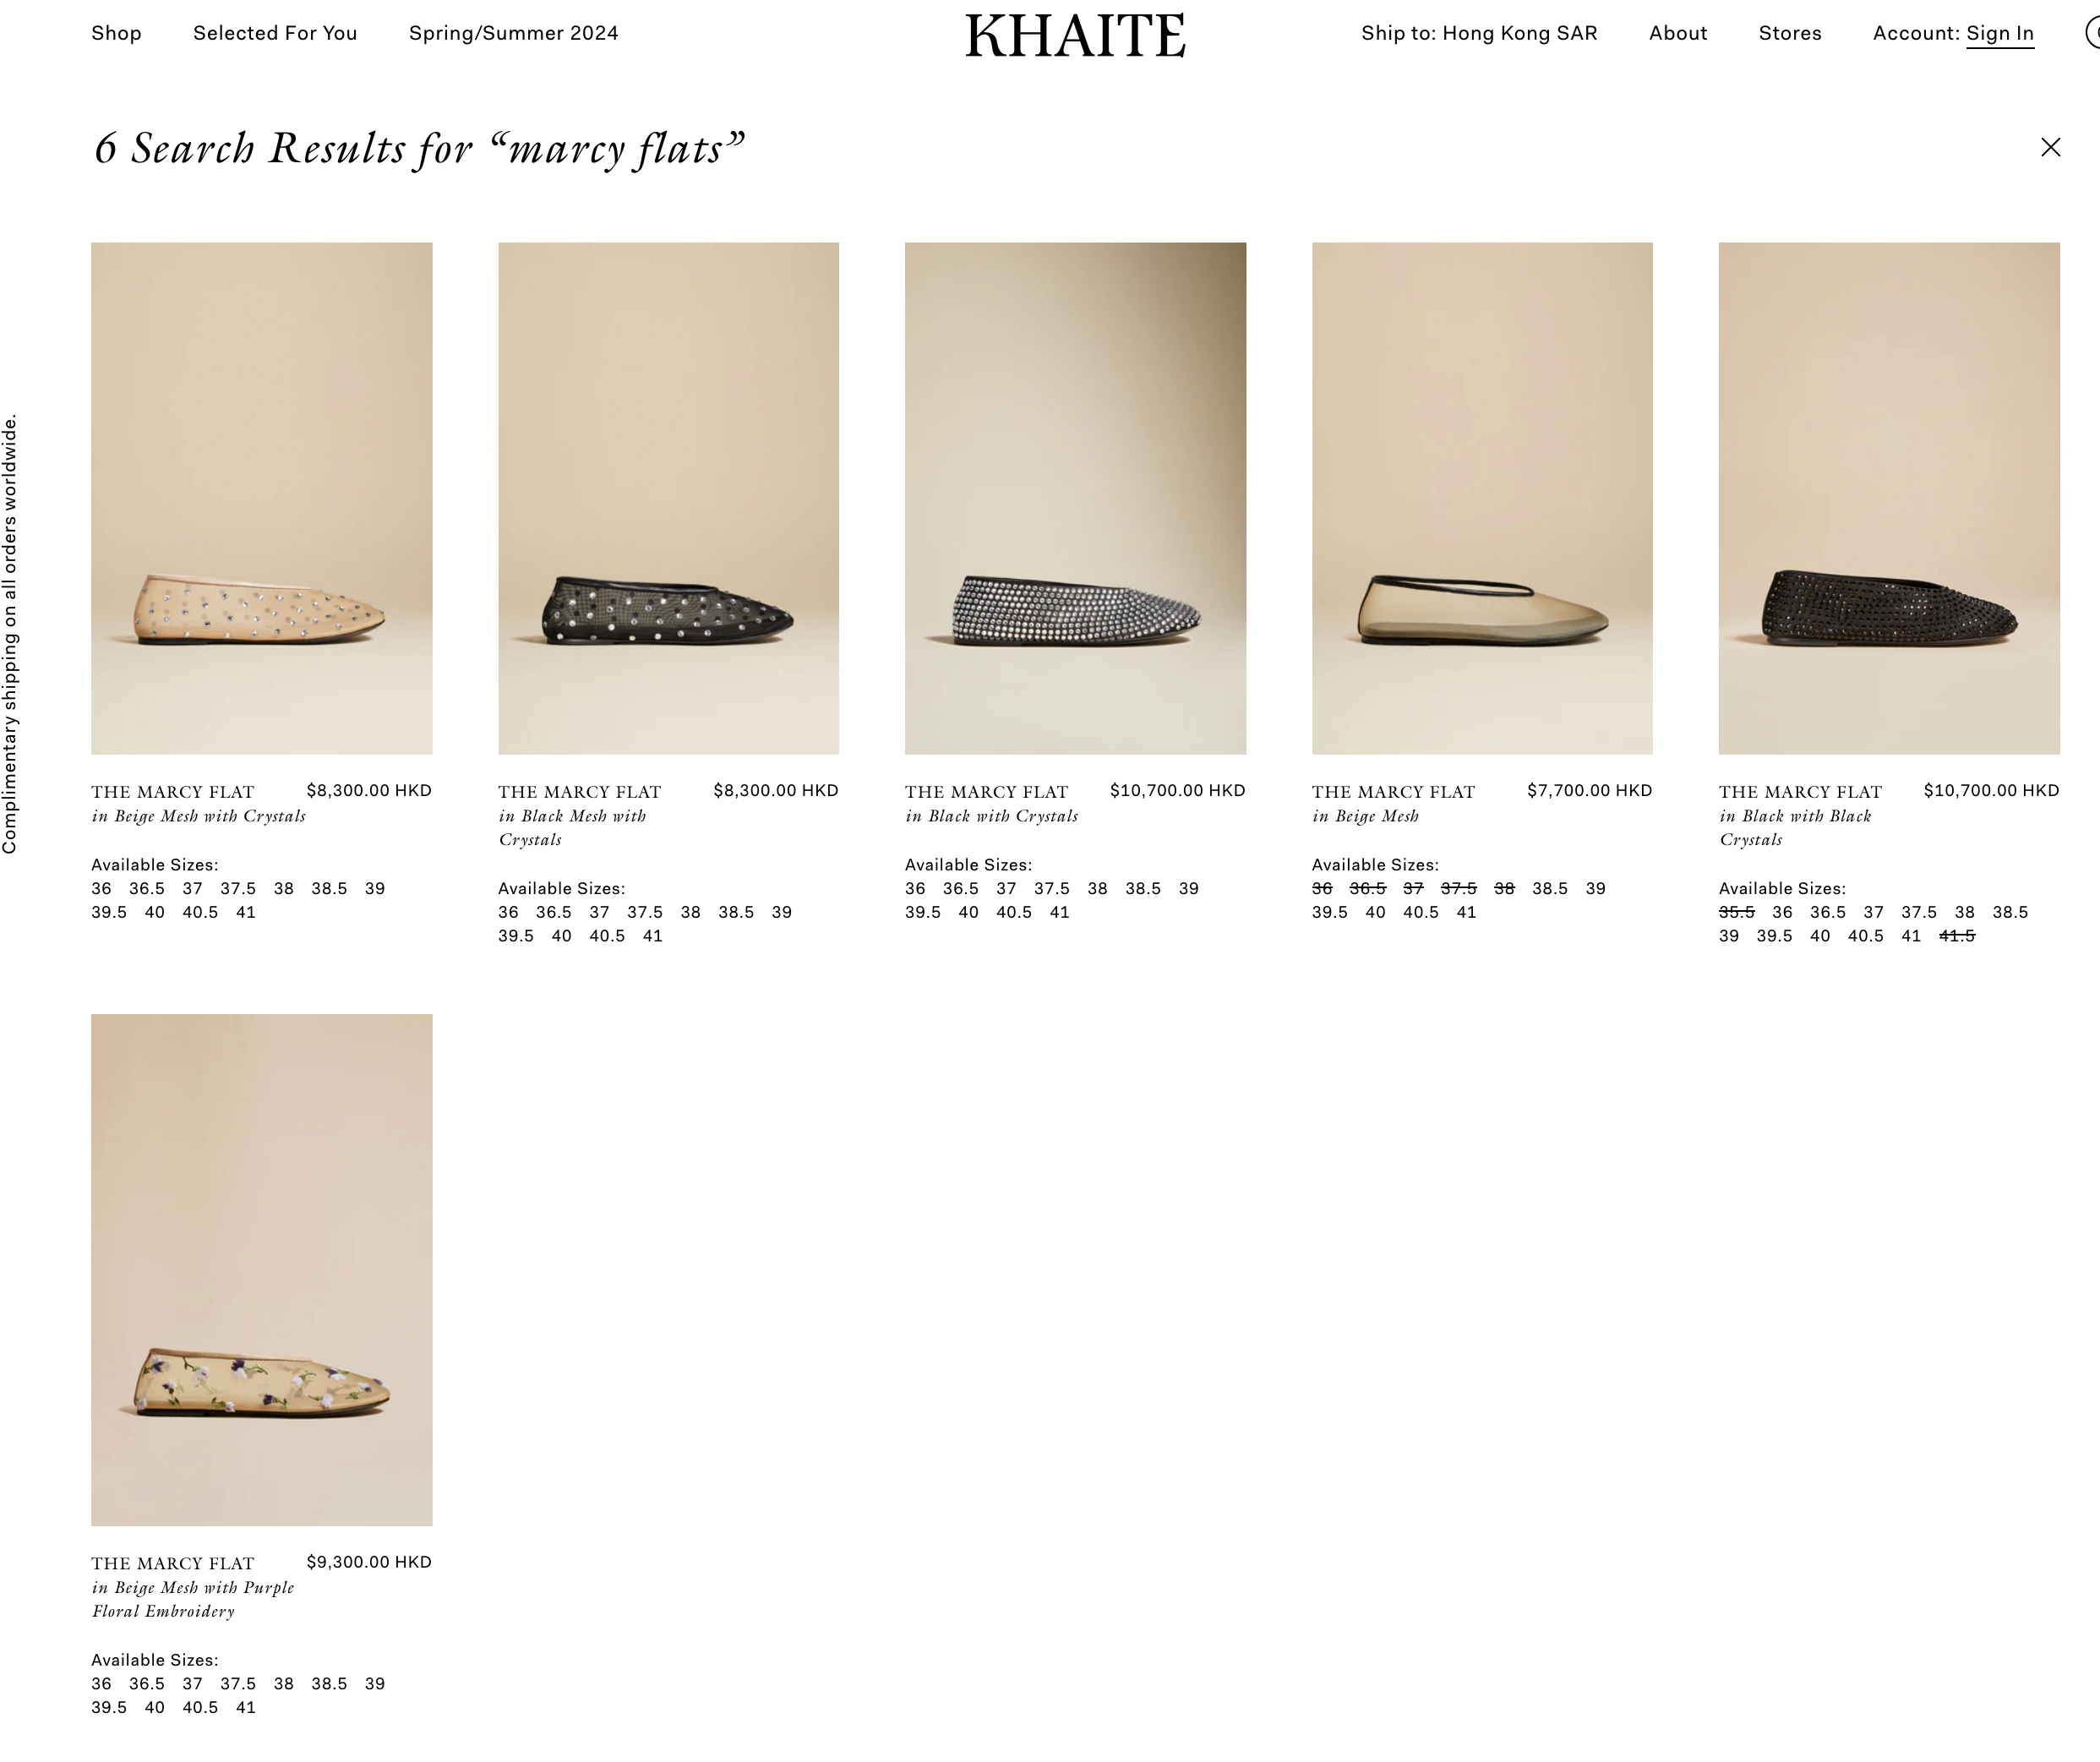 Shop
Selected For You
Spring/Summer 2024
KHAITE
Ship to: Hong Kong SAR
About
Stores
Account: Sign In
6 Search Results for “marcy flats”
Complimentary shipping on all orders worldwide.
THE MARCY FLAT $8,300.00 HKD
in Beige Mesh with Crystals
Available Sizes:
36 36.5 37 37.5 38 38.5 39
39.5 40 40.5 41
THE MARCY FLAT $8,300.00 HKD
in Black Mesh with
Crystals
Available Sizes:
36 36.5 37 37.5 38 38.5 39
39.5 40 40.5 41
THE MARCY FLAT $10,700.00 HKD
in Black with Crystals
Available Sizes:
36 36.5 37 37.5 38 38.5 39
39.5 40 40.5 41
THE MARCY FLAT $7,700.00 HKD
in Beige Mesh
Available Sizes:
36 36.5 37 37.5 38 38.5 39
39.5 40 40.5 41
THE MARCY FLAT $10,700.00 HKD
in Black with Black
Crystals
Available Sizes:
35.5 36 36.5 37 37.5 38 38.5
39 39.5 40 40.5 41 41.5
THE MARCY FLAT $9,300.00 HKD
in Beige Mesh with Purple
Floral Embroidery
Available Sizes:
36 36.5 37 37.5 38 38.5 39
39.5 40 40.5 41